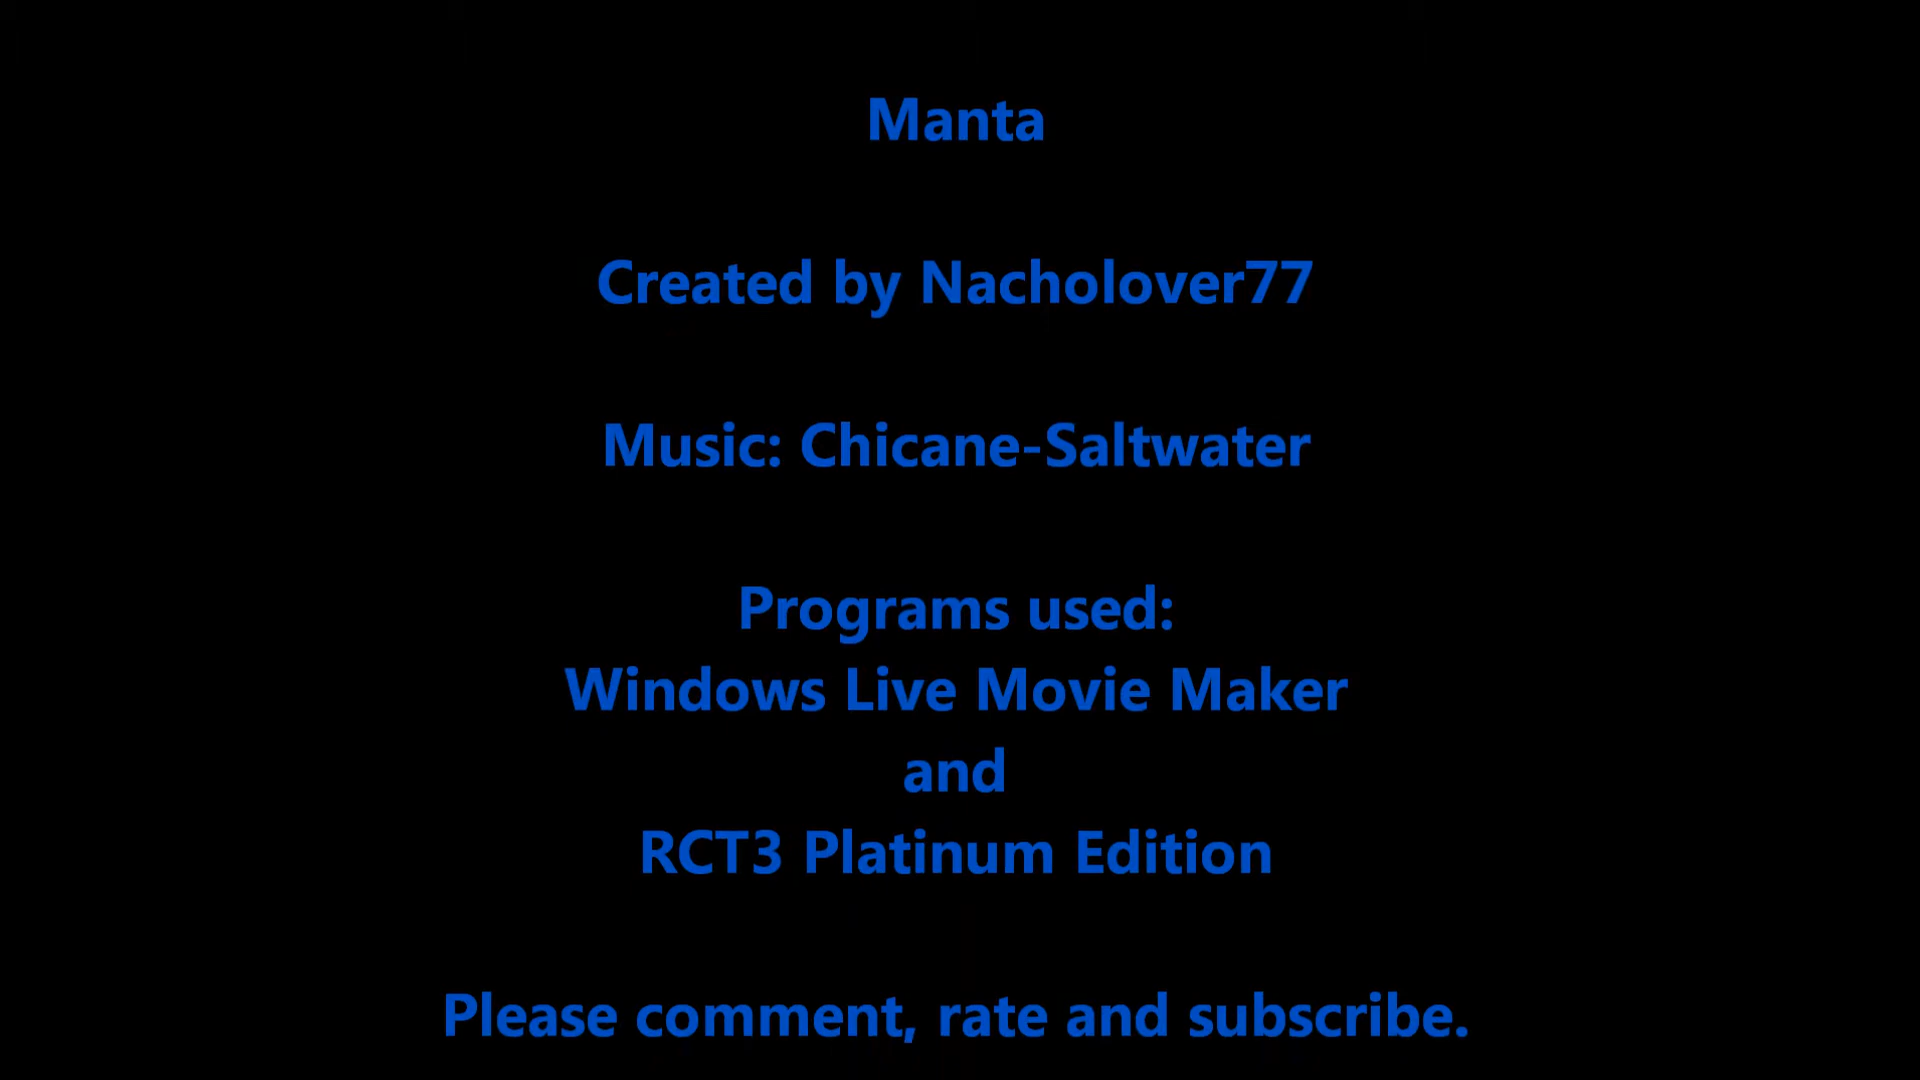 Manta
Created by Nacholover77
Music: Chicane-Saltwater
Programs used:
Windows Live Movie Maker
and
RCT3 Platinum Edition
Please comment, rate and subscribe.